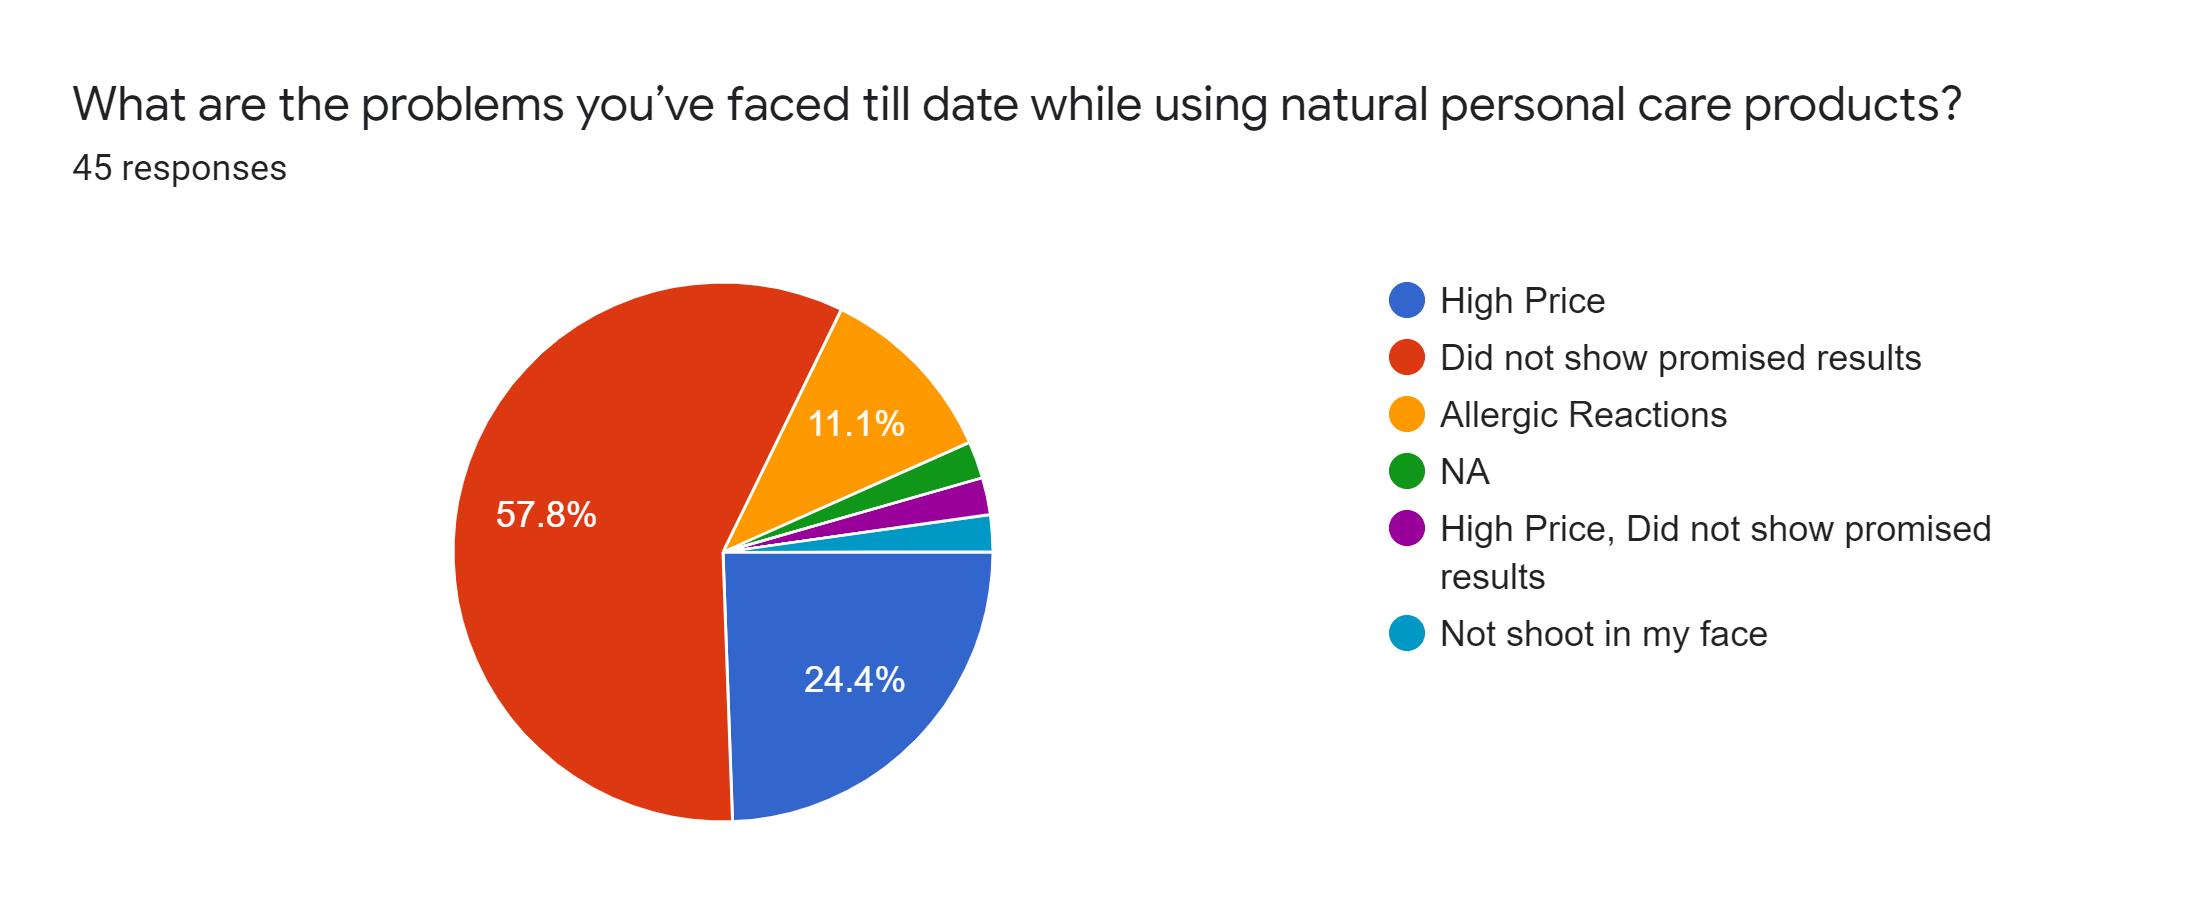 What are the problems you’ve faced till date while using natural personal care products?
45 responses
11.1%
57.8%
24.4%
High Price
Did not show promised results
Allergic Reactions
NA
High Price, Did not show promised
results
Not shoot in my face